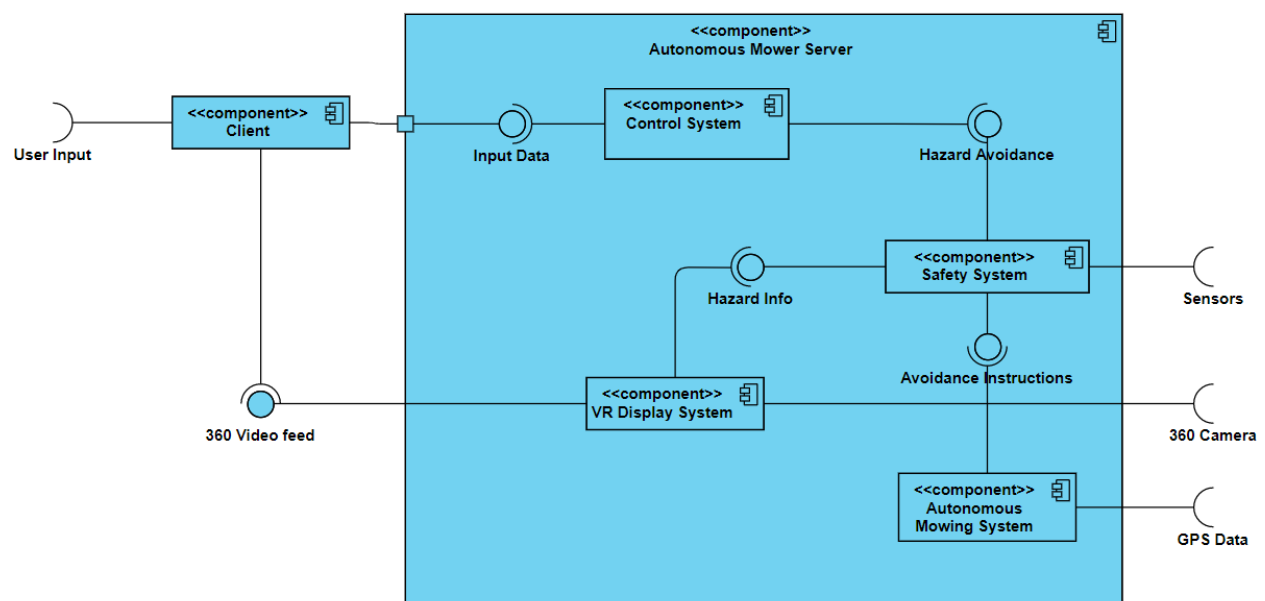 <<component>>
Autonomous Mower Server
<<component>>
Client
<<component>>
Control System
User Input
Input Data
Hazard Avoidance
<<component>>
Safety System
Hazard Info
Sensors
Avoidance Instructions
<<component>>
VR Display System
360 Video feed
360 Camera
<<component>>
Autonomous
Mowing System
GPS Data